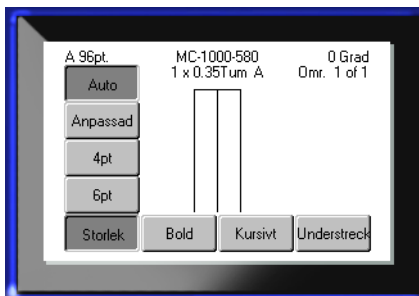 A 96pt. MC-1000-580 0 Grad
1 x 0.35Tum A Omr. 1 of 1
Auto
Anpassad
4pt
6pt
Storlek Bold Kursivt Understreck